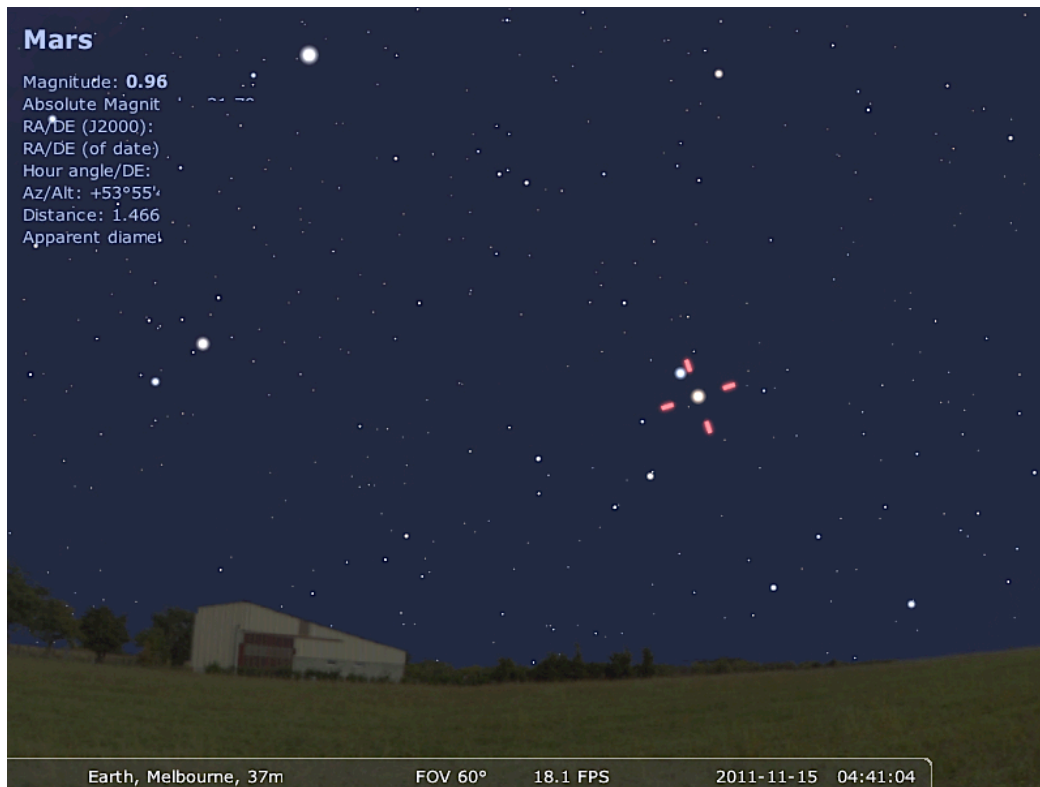 Mars
Magnitude: 0.96
Absolute Magnit
RA/DE (J2000):
RA/DE (of date)
Hour angle/DE:
Az/Alt: +53°55'
Distance: 1.466
Apparent diame
Earth, Melbourne, 37m FOV 60° 18.1 FPS 2011-11-15 04:41:04